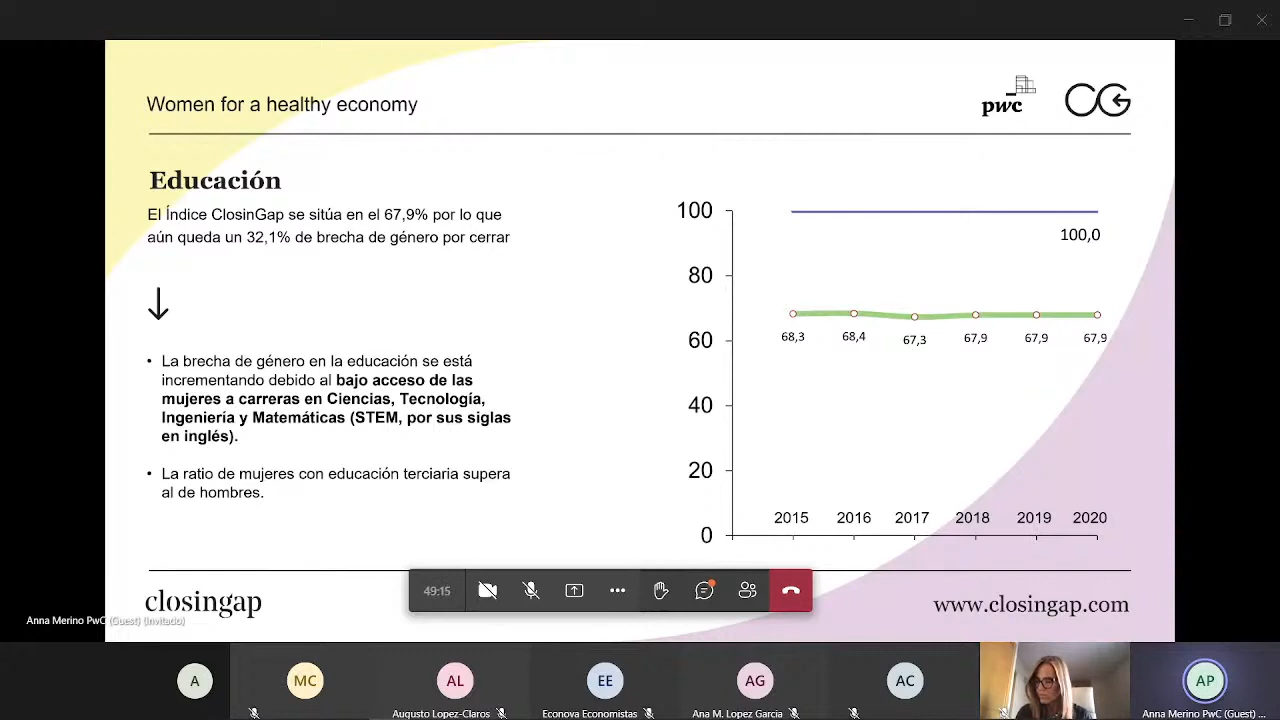 Women for a healthy economy
pwc
CG
Educación
El Índice ClosinGap se sitúa en el 67,9% por lo que
aún queda un 32,1% de brecha de género por cerrar
La brecha de género en la educación se está
incrementando debido al bajo acceso de las
mujeres a carreras en Ciencias, Tecnología,
Ingeniería y Matemáticas (STEM, por sus siglas
en inglés).
La ratio de mujeres con educación terciaria supera
al de hombres.
100
80
60
40
20
0
100,0
68,3 68,4 67,3 67,9 67,9 67,9
2015 2016 2017 2018 2019 2020
closingap
www.closingap.com
49:15
Anna Merino PwC (Guest) (Invitado)
A
MC
AL
EE
AG
AC
AP
Augusto Lopez-Claros
Econova Economistas
Ana M. Lopez Garcia
Anna Merino PwC (Guest) ...